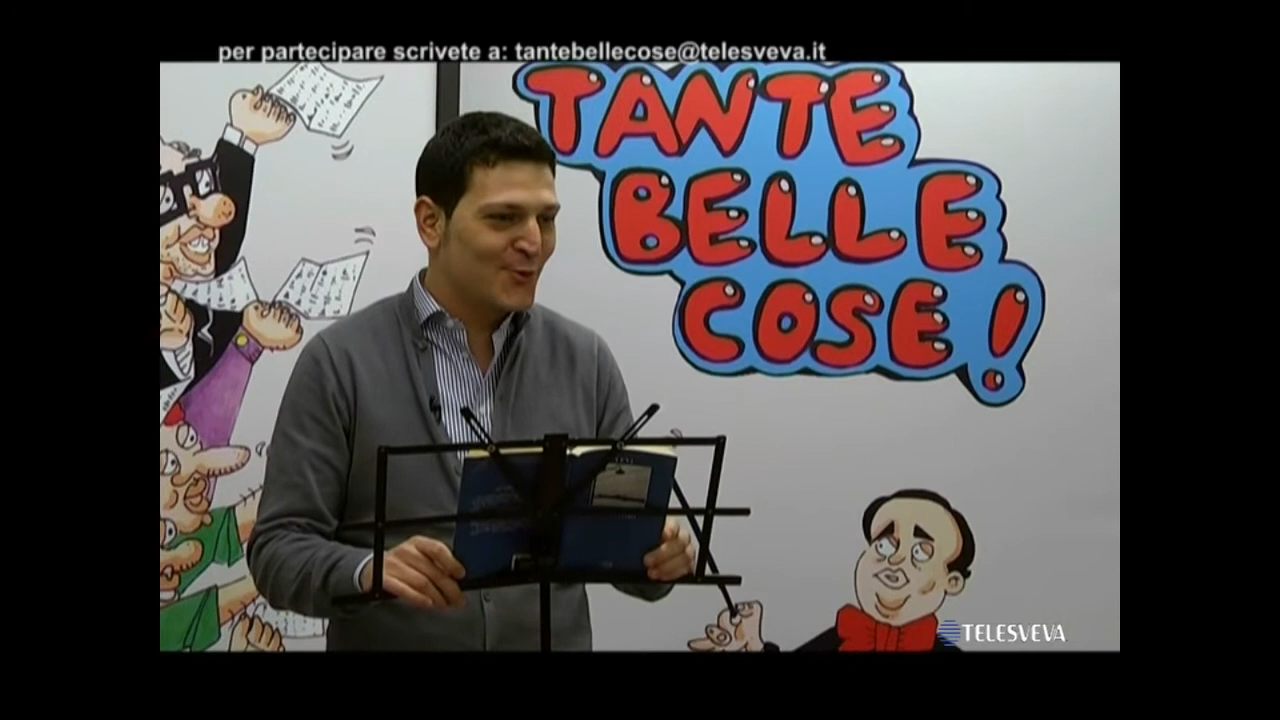 per partecipare scrivete a: tantebellecose@telesveva.it
TANTE
BELLE
COSE !
TELESVEVA